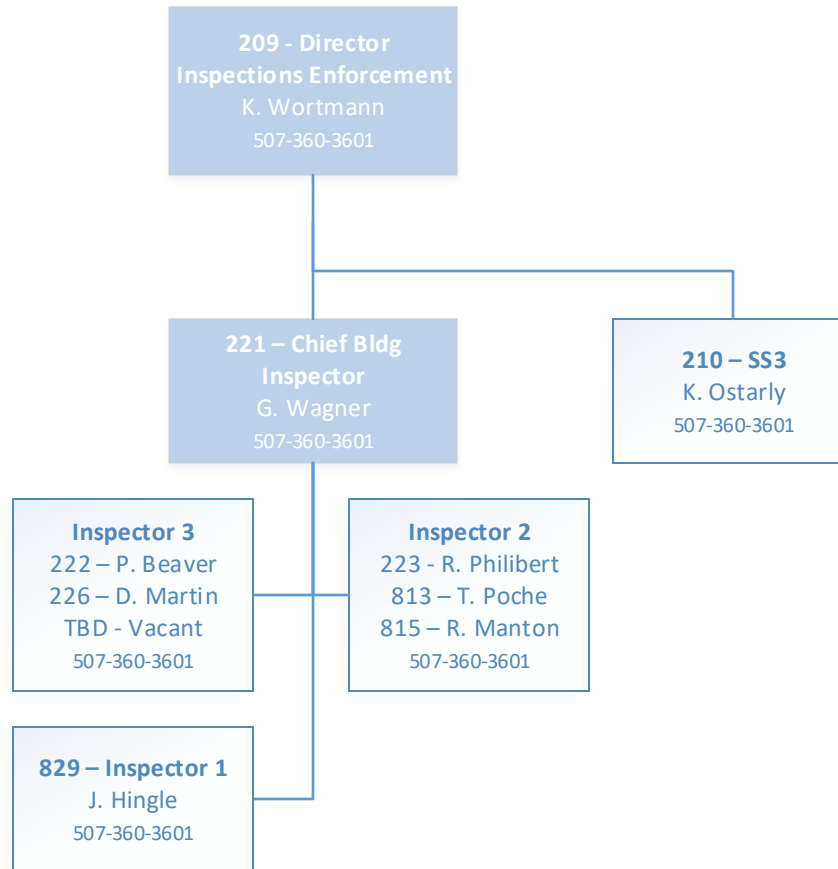 209 - Director
Inspections Enforcement
K. Wortmann
507-360-3601
221 – Chief Bldg
Inspector
G. Wagner
507-360-3601
210 – SS3
K. Ostarly
507-360-3601
Inspector 3
222 – P. Beaver
226 – D. Martin
TBD - Vacant
507-360-3601
Inspector 2
223 - R. Philibert
813 – T. Poche
815 – R. Manton
507-360-3601
829 – Inspector 1
J. Hingle
507-360-3601